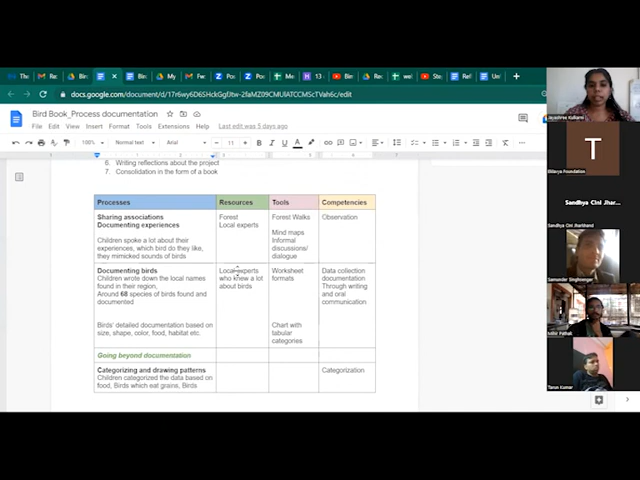 docs.google.com/document/d/
Bird Book_Process documentation
File Edit View Insert Format Tools Extensions Help Last edit was 5 days ago
100% Normal text Arial 11
6. Writing reflections about the project
7. Consolidation in the form of a book
Processes Resources Tools Competencies
Sharing associations
Documenting experiences
Children spoke a lot about their
experiences, which bird do they like,
they mimicked sounds of birds
Forest
Local experts
Forest Walks
Mind maps
Informal
discussions/
dialogue
Observation
Documenting birds
Children wrote down the local names
found in their region,
Around 68 species of birds found and
documented
Birds' detailed documentation based on
size, shape, color, food, habitat etc.
Local experts
who knew a lot
about birds
Worksheet
formats
Chart with
tabular
categories
Data collection
documentation
Through writing
and oral
communication
Going beyond documentation
Categorizing and drawing patterns
Children categorized the data based on
food, Birds which eat grains, Birds
Categorization
Jayashree Kulkarni
T
Eklavya Foundation
Sandhya Cini Jhar...
Sandhya Cini Jharkhand
Samunder Singhsengar
Tarun Kumar